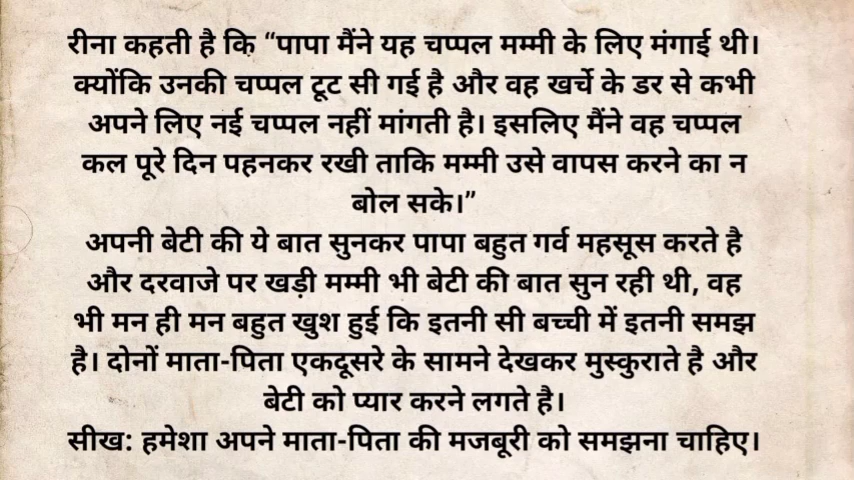 रीना कहती है कि “पापा मैंने यह चप्पल मम्मी के लिए मंगाई थी।
क्योंकि उनकी चप्पल टूट सी गई है और वह खर्चे के डर से कभी
अपने लिए नई चप्पल नहीं मांगती है। इसलिए मैंने वह चप्पल
कल पूरे दिन पहनकर रखी ताकि मम्मी उसे वापस करने का न
बोल सके।”
अपनी बेटी की ये बात सुनकर पापा बहुत गर्व महसूस करते है
और दरवाजे पर खड़ी मम्मी भी बेटी की बात सुन रही थी, वह
भी मन ही मन बहुत खुश हुई कि इतनी सी बच्ची में इतनी समझ
है। दोनों माता-पिता एकदूसरे के सामने देखकर मुस्कुराते है और
बेटी को प्यार करने लगते है।
सीख: हमेशा अपने माता-पिता की मजबूरी को समझना चाहिए।